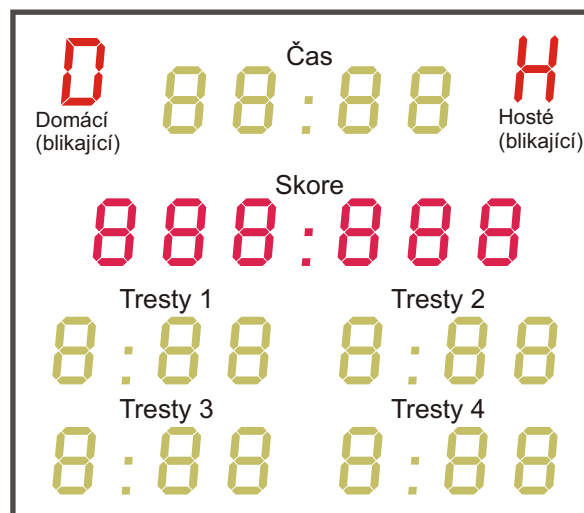 D Čas H
88:88
Domácí
(blikající)
Hosté
(blikající)
Skore
888:888
Tresty 1 Tresty 2
8:88 8:88
Tresty 3 Tresty 4
8:88 8:88